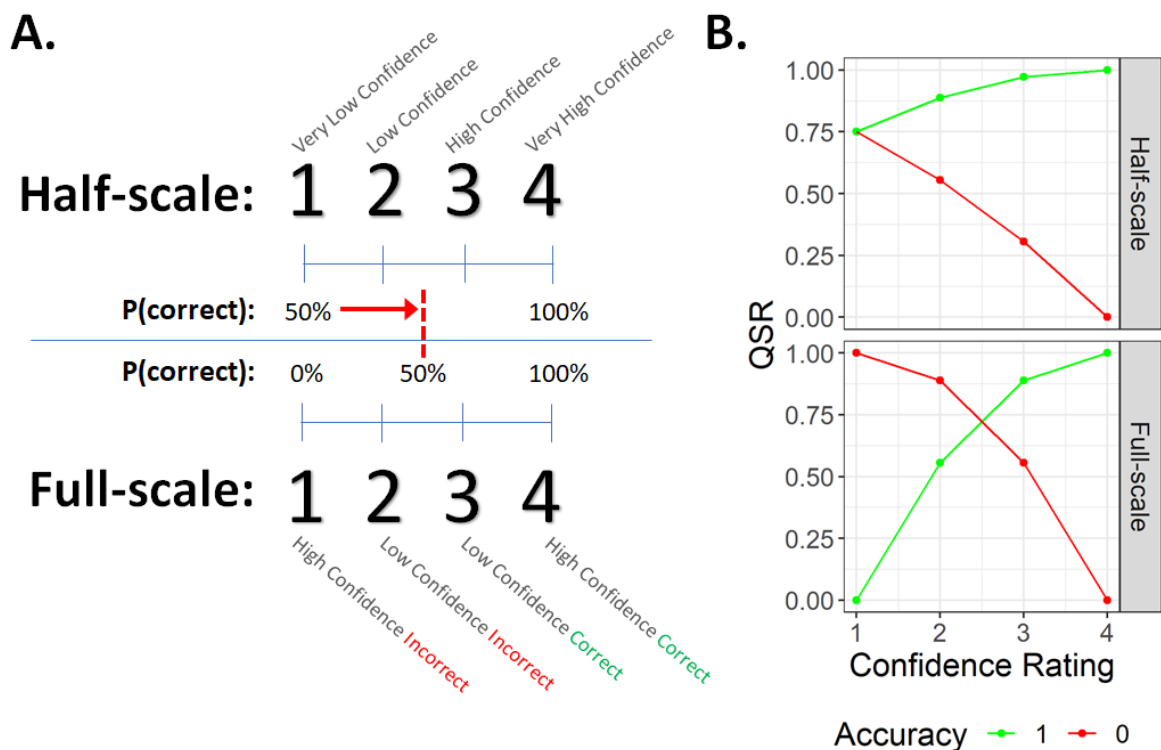 A.
Very Low Confidence
Low Confidence
High Confidence
Very High Confidence
Half-scale: 1 2 3 4
P(correct): 50% 100%
P(correct): 0% 50% 100%
Full-scale: 1 2 3 4
High Confidence Incorrect
Low Confidence Incorrect
Low Confidence Correct
High Confidence Correct
B.
1.00
0.75
0.50
0.25
0.00
Half-scale
QSR
1.00
0.75
0.50
0.25
0.00
Full-scale
1 2 3 4
Confidence Rating
Accuracy 1 0